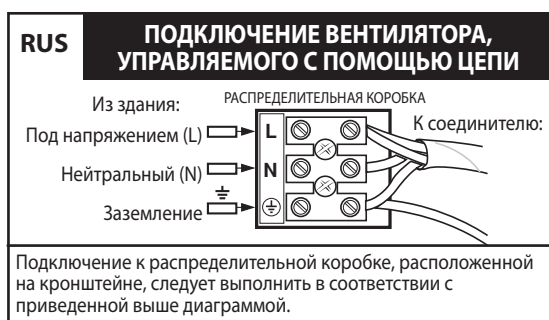 RUS
ПОДКЛЮЧЕНИЕ ВЕНТИЛЯТОРА,
УПРАВЛЯЕМОГО С ПОМОЩЬЮ ЦЕПИ
Из здания:
РАСПРЕДЕЛИТЕЛЬНАЯ КОРОБКА
Под напряжением (L)
L
К соединителю:
Нейтральный (N)
N
Заземление
Подключение к распределительной коробке, расположенной
на кронштейне, следует выполнить в соответствии с
приведенной выше диаграммой.